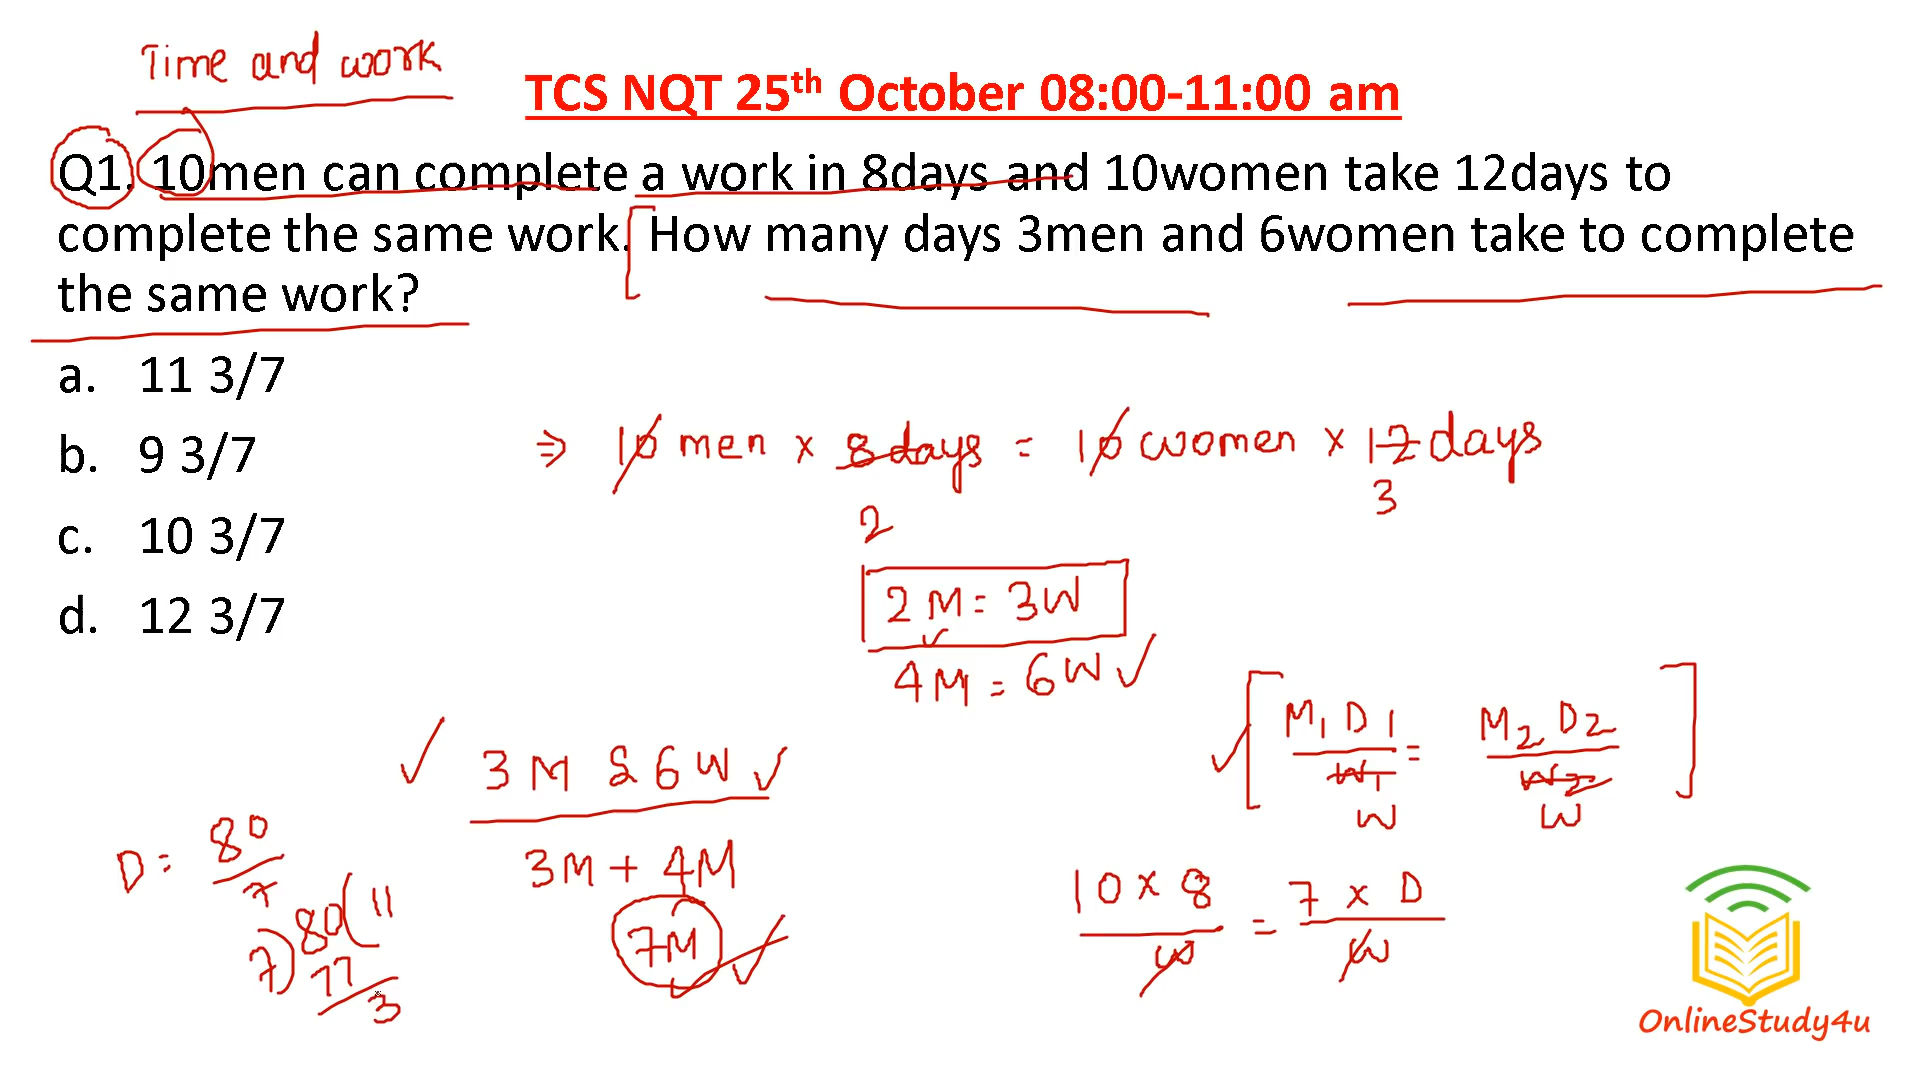 Time and work
TCS NQT 25th October 08:00-11:00 am
Q1. 10men can complete a work in 8days and 10women take 12days to
complete the same work. How many days 3men and 6women take to complete
the same work?
a. 11 3/7
b. 9 3/7
c. 10 3/7
d. 12 3/7
⇒ 10 men × 8 days = 10 women × 12 days
2 3
2M = 3W
4M = 6W
3M & 6W
3M + 4M
7M
M1 D1 = M2 D2
W1 W2
W W
10 × 8 = 7 × D
W W
D = 80
7
7) 80 ( 11
77
3
OnlineStudy4u